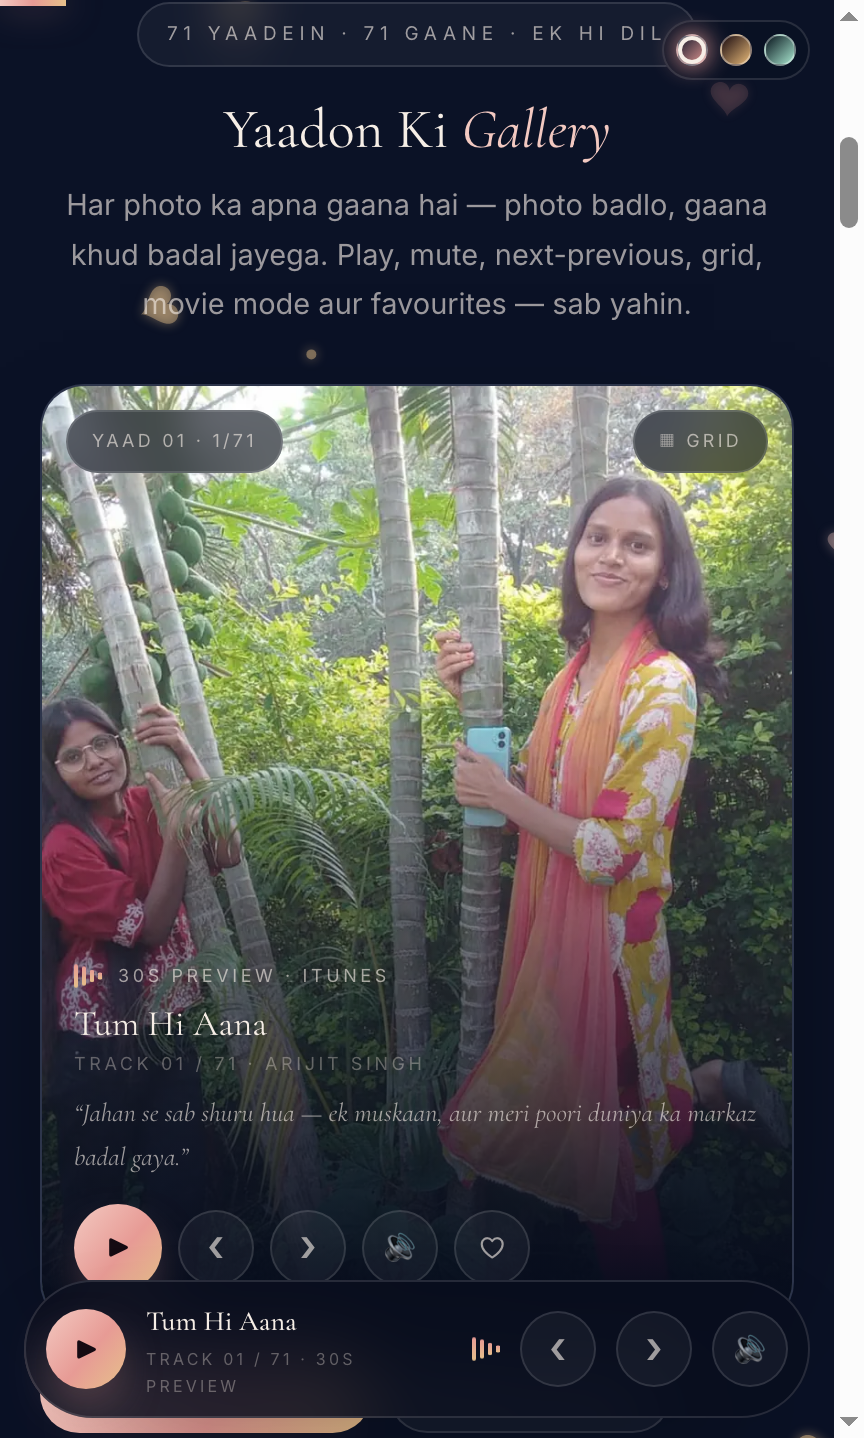 71 YAADEIN · 71 GAANE · EK HI DIL
Yaadon Ki Gallery
Har photo ka apna gaana hai — photo badlo, gaana
khud badal jayega. Play, mute, next-previous, grid,
movie mode aur favourites — sab yahin.
YAAD 01 · 1/71
▦ GRID
30S PREVIEW · ITUNES
Tum Hi Aana
TRACK 01 / 71 · ARIJIT SINGH
“Jahan se sab shuru hua — ek muskaan, aur meri poori duniya ka markaz
badal gaya.”
Tum Hi Aana
TRACK 01 / 71 · 30S
PREVIEW